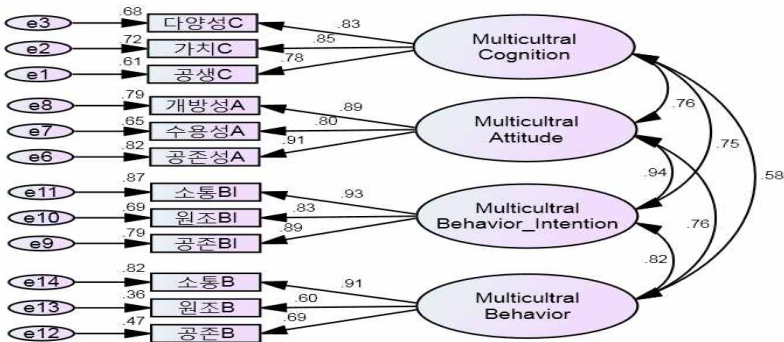 e3 .68 다양성C .83
e2 .72 가치C .85
e1 .61 공생C .78
Multicultral
Cognition
e8 .79 개방성A .89
e7 .65 수용성A .80
e6 .82 공존성A .91
Multicultral
Attitude
e11 .87 소통BI .93
e10 .69 원조BI .83
e9 .79 공존BI .89
Multicultral
Behavior_Intention
e14 .82 소통B .91
e13 .36 원조B .60
e12 .47 공존B .69
Multicultral
Behavior
.76
.75
.58
.94
.76
.82